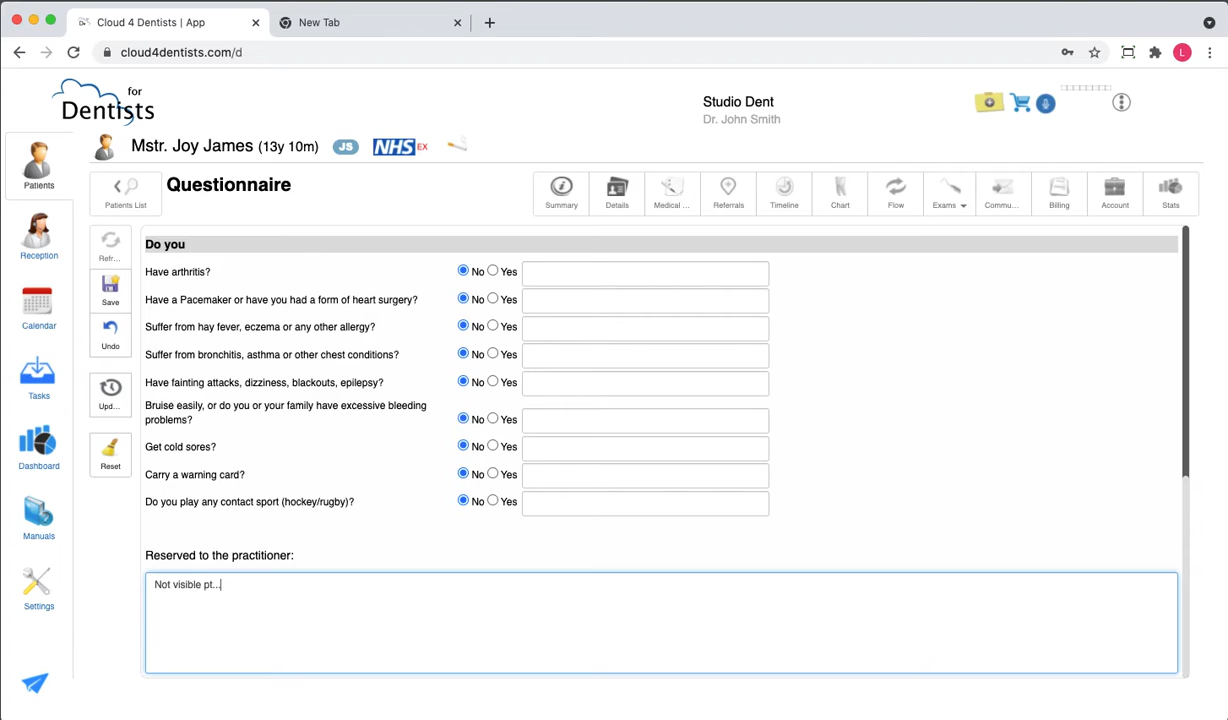 Cloud 4 Dentists | App
New Tab
cloud4dentists.com/d
L
for
Dentists
Studio Dent
Dr. John Smith
Mstr. Joy James (13y 10m)
JS
NHS EX
Patients
Patients List
Questionnaire
Summary
Details
Medical ...
Referrals
Timeline
Chart
Flow
Exams
Commu...
Billing
Account
Stats
Reception
Calendar
Tasks
Dashboard
Manuals
Settings
Refr...
Save
Undo
Upd...
Reset
Do you
Have arthritis? No Yes
Have a Pacemaker or have you had a form of heart surgery? No Yes
Suffer from hay fever, eczema or any other allergy? No Yes
Suffer from bronchitis, asthma or other chest conditions? No Yes
Have fainting attacks, dizziness, blackouts, epilepsy? No Yes
Bruise easily, or do you or your family have excessive bleeding
problems? No Yes
Get cold sores? No Yes
Carry a warning card? No Yes
Do you play any contact sport (hockey/rugby)? No Yes
Reserved to the practitioner:
Not visible pt...